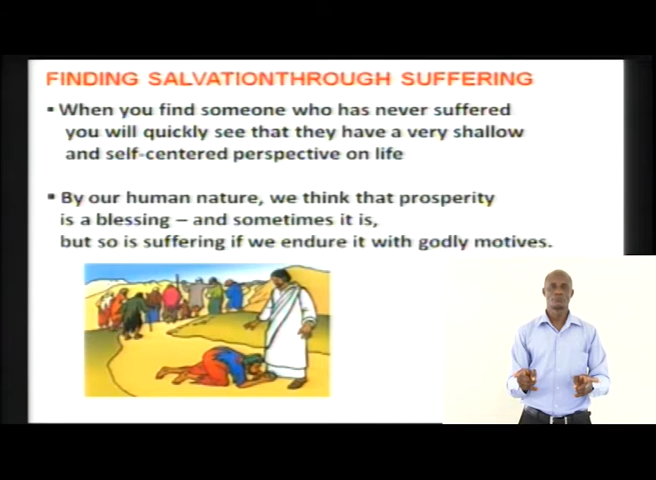 FINDING SALVATIONTHROUGH SUFFERING
▪ When you find someone who has never suffered
you will quickly see that they have a very shallow
and self-centered perspective on life
▪ By our human nature, we think that prosperity
is a blessing – and sometimes it is,
but so is suffering if we endure it with godly motives.